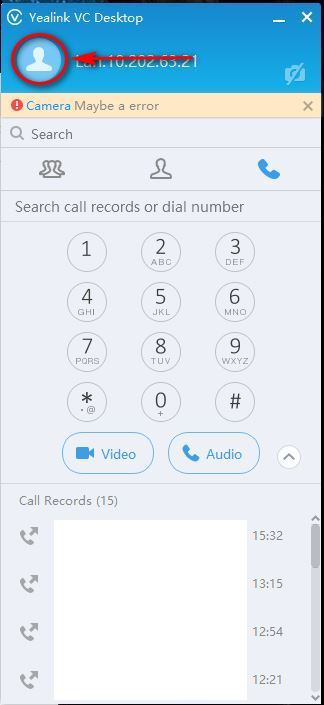 Yealink VC Desktop
Lan:10.202.65.21
Camera Maybe a error
Search
Search call records or dial number
1 2 3
ABC DEF
4 5 6
GHI JKL MNO
7 8 9
PQRS TUV WXYZ
* 0 #
. @ +
Video Audio
Call Records (15)
15:32
13:15
12:54
12:21